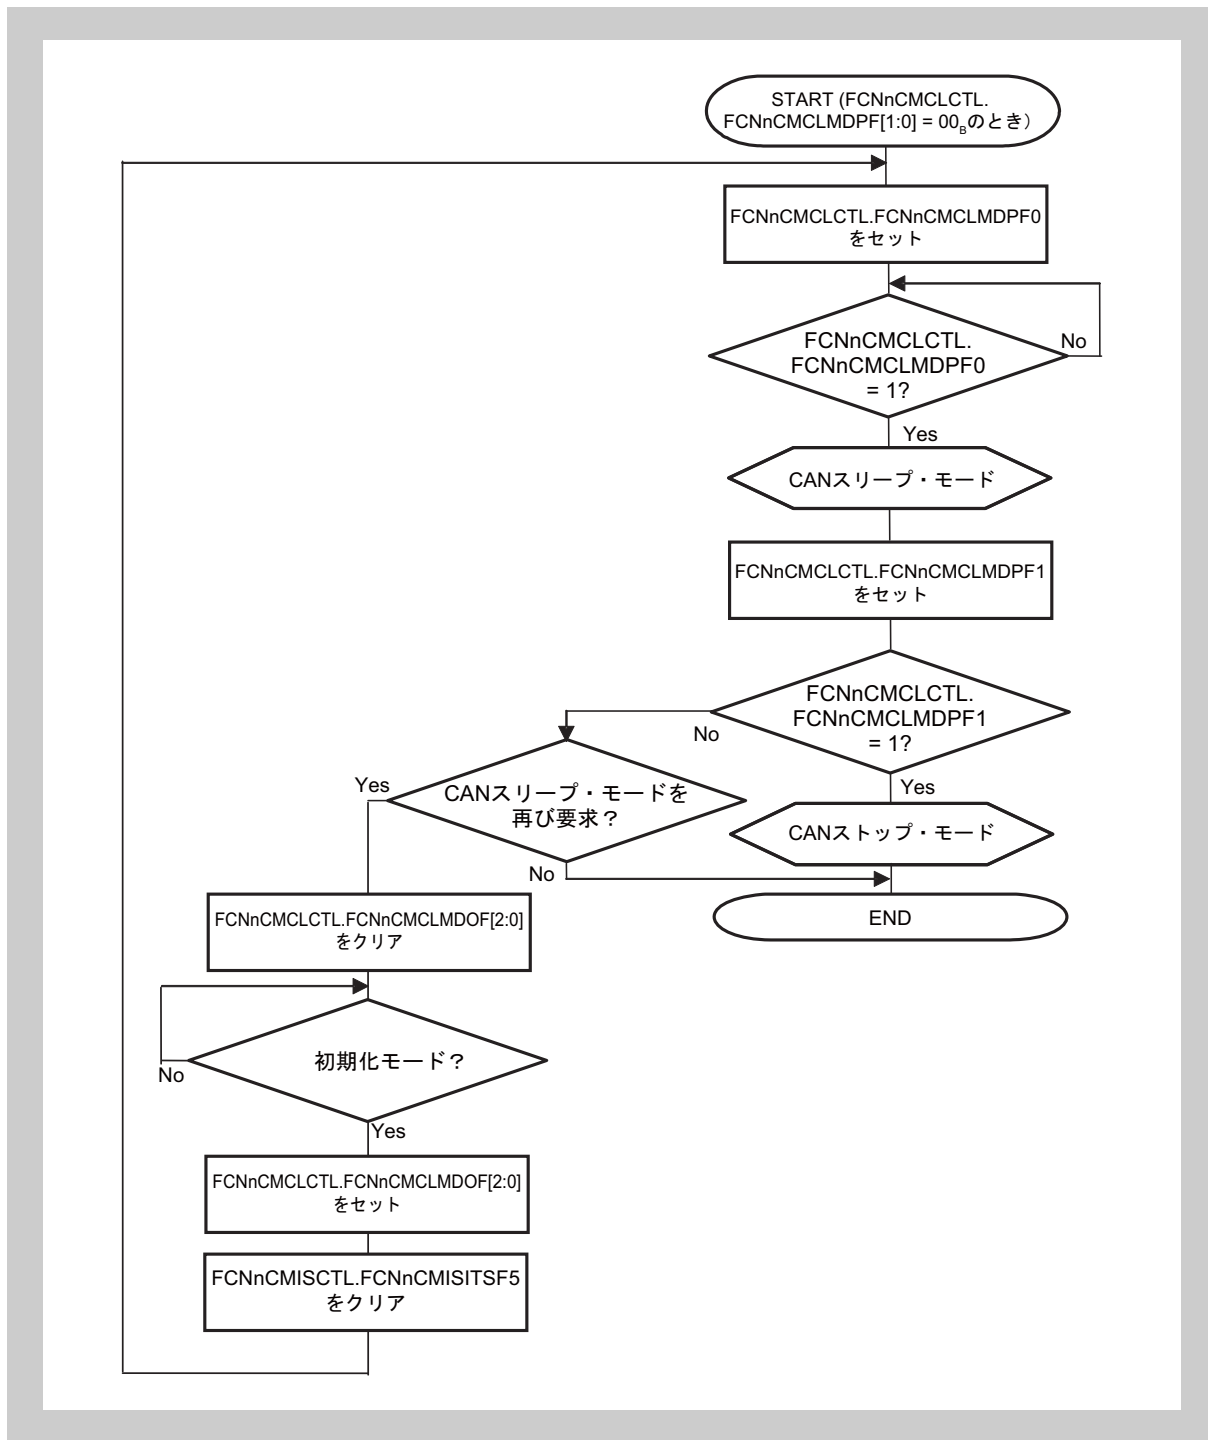 START (FCNnCMCLCTL.
FCNnCMCLMDPF[1:0] = 00Bのとき)
FCNnCMCLCTL.FCNnCMCLMDPF0
をセット
FCNnCMCLCTL.
FCNnCMCLMDPF0
= 1?
No
Yes
CANスリープ・モード
FCNnCMCLCTL.FCNnCMCLMDPF1
をセット
FCNnCMCLCTL.
FCNnCMCLMDPF1
= 1?
No
Yes
CANスリープ・モードを
再び要求？
Yes
No
CANストップ・モード
END
FCNnCMCLCTL.FCNnCMCLMDOF[2:0]
をクリア
初期化モード？
No
Yes
FCNnCMCLCTL.FCNnCMCLMDOF[2:0]
をセット
FCNnCMISCTL.FCNnCMISITSF5
をクリア